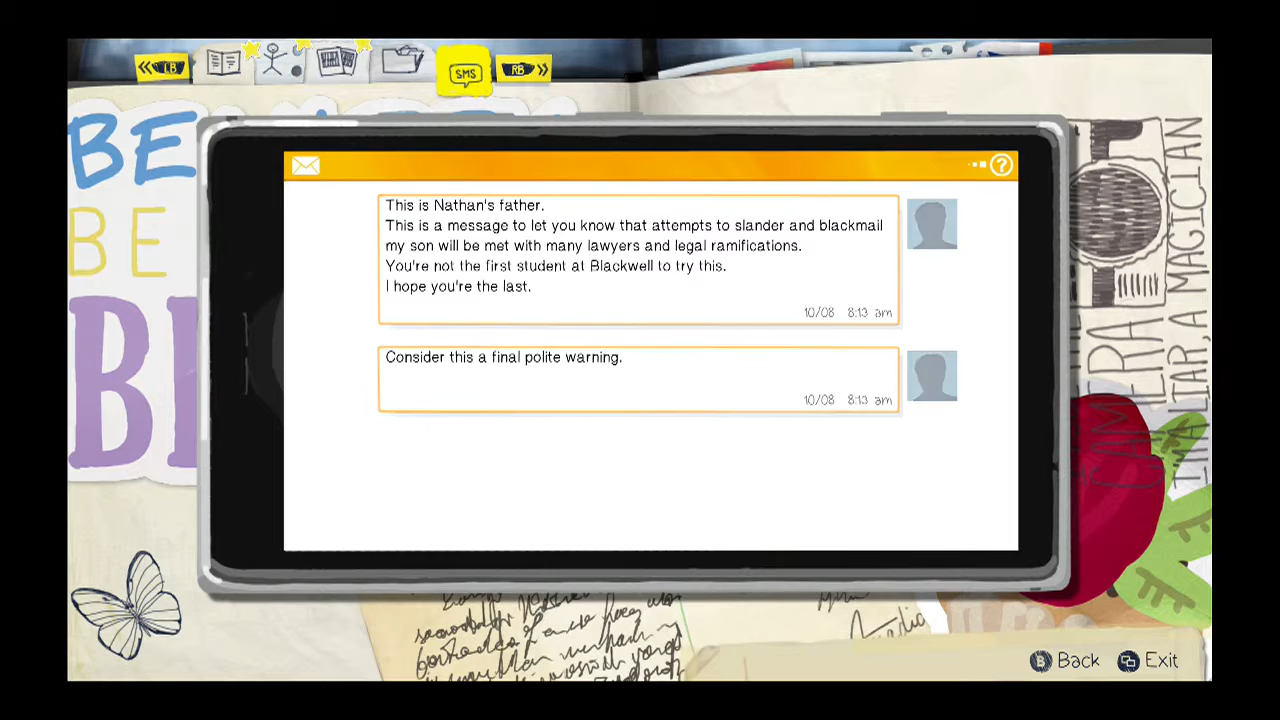 LB
SMS
RB
BE
BE
This is Nathan's father.
This is a message to let you know that attempts to slander and blackmail
my son will be met with many lawyers and legal ramifications.
You're not the first student at Blackwell to try this.
I hope you're the last.
10/08 8:13 am
Consider this a final polite warning.
10/08 8:13 am
CAMERA
LIAR, A MAGICIAN
B Back
Exit